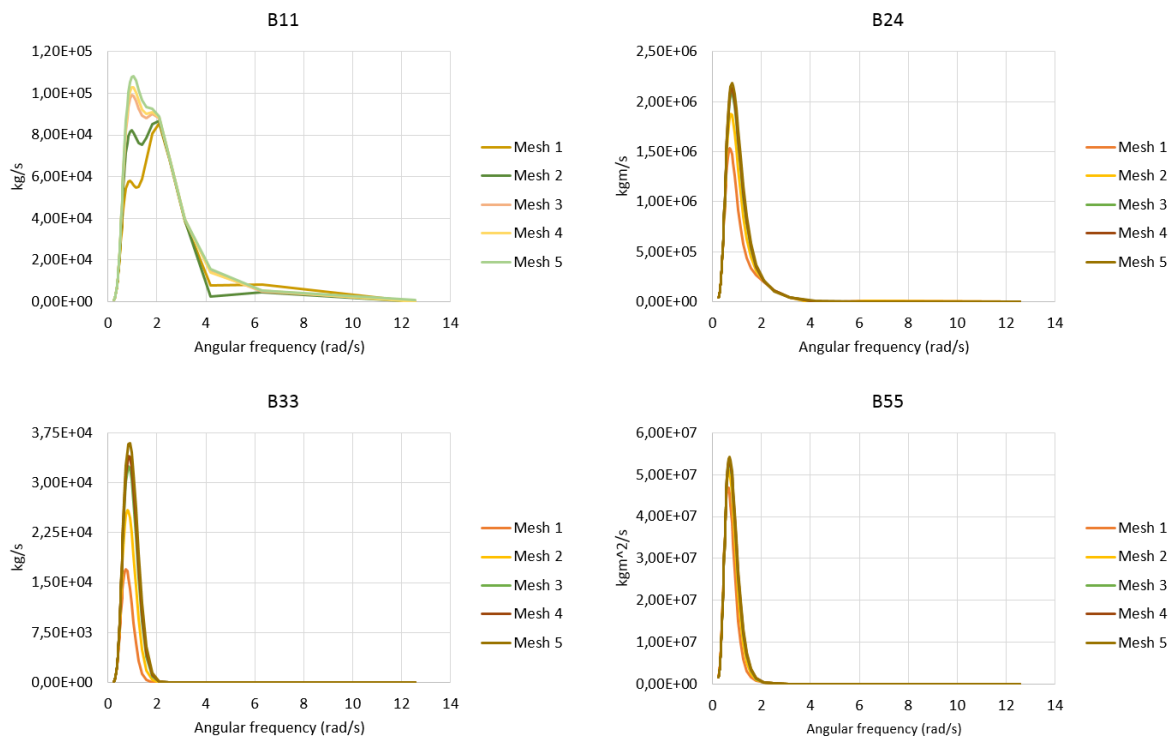 B11
1,20E+05
1,00E+05
8,00E+04
6,00E+04
4,00E+04
2,00E+04
0,00E+00
kg/s
0 2 4 6 8 10 12 14
Angular frequency (rad/s)
Mesh 1
Mesh 2
Mesh 3
Mesh 4
Mesh 5
B24
2,50E+06
2,00E+06
1,50E+06
1,00E+06
5,00E+05
0,00E+00
kgm/s
0 2 4 6 8 10 12 14
Angular frequency (rad/s)
Mesh 1
Mesh 2
Mesh 3
Mesh 4
Mesh 5
B33
3,75E+04
3,00E+04
2,25E+04
1,50E+04
7,50E+03
0,00E+00
kg/s
0 2 4 6 8 10 12 14
Angular frequency (rad/s)
Mesh 1
Mesh 2
Mesh 3
Mesh 4
Mesh 5
B55
6,00E+07
5,00E+07
4,00E+07
3,00E+07
2,00E+07
1,00E+07
0,00E+00
kgm^2/s
0 2 4 6 8 10 12 14
Angular frequency (rad/s)
Mesh 1
Mesh 2
Mesh 3
Mesh 4
Mesh 5